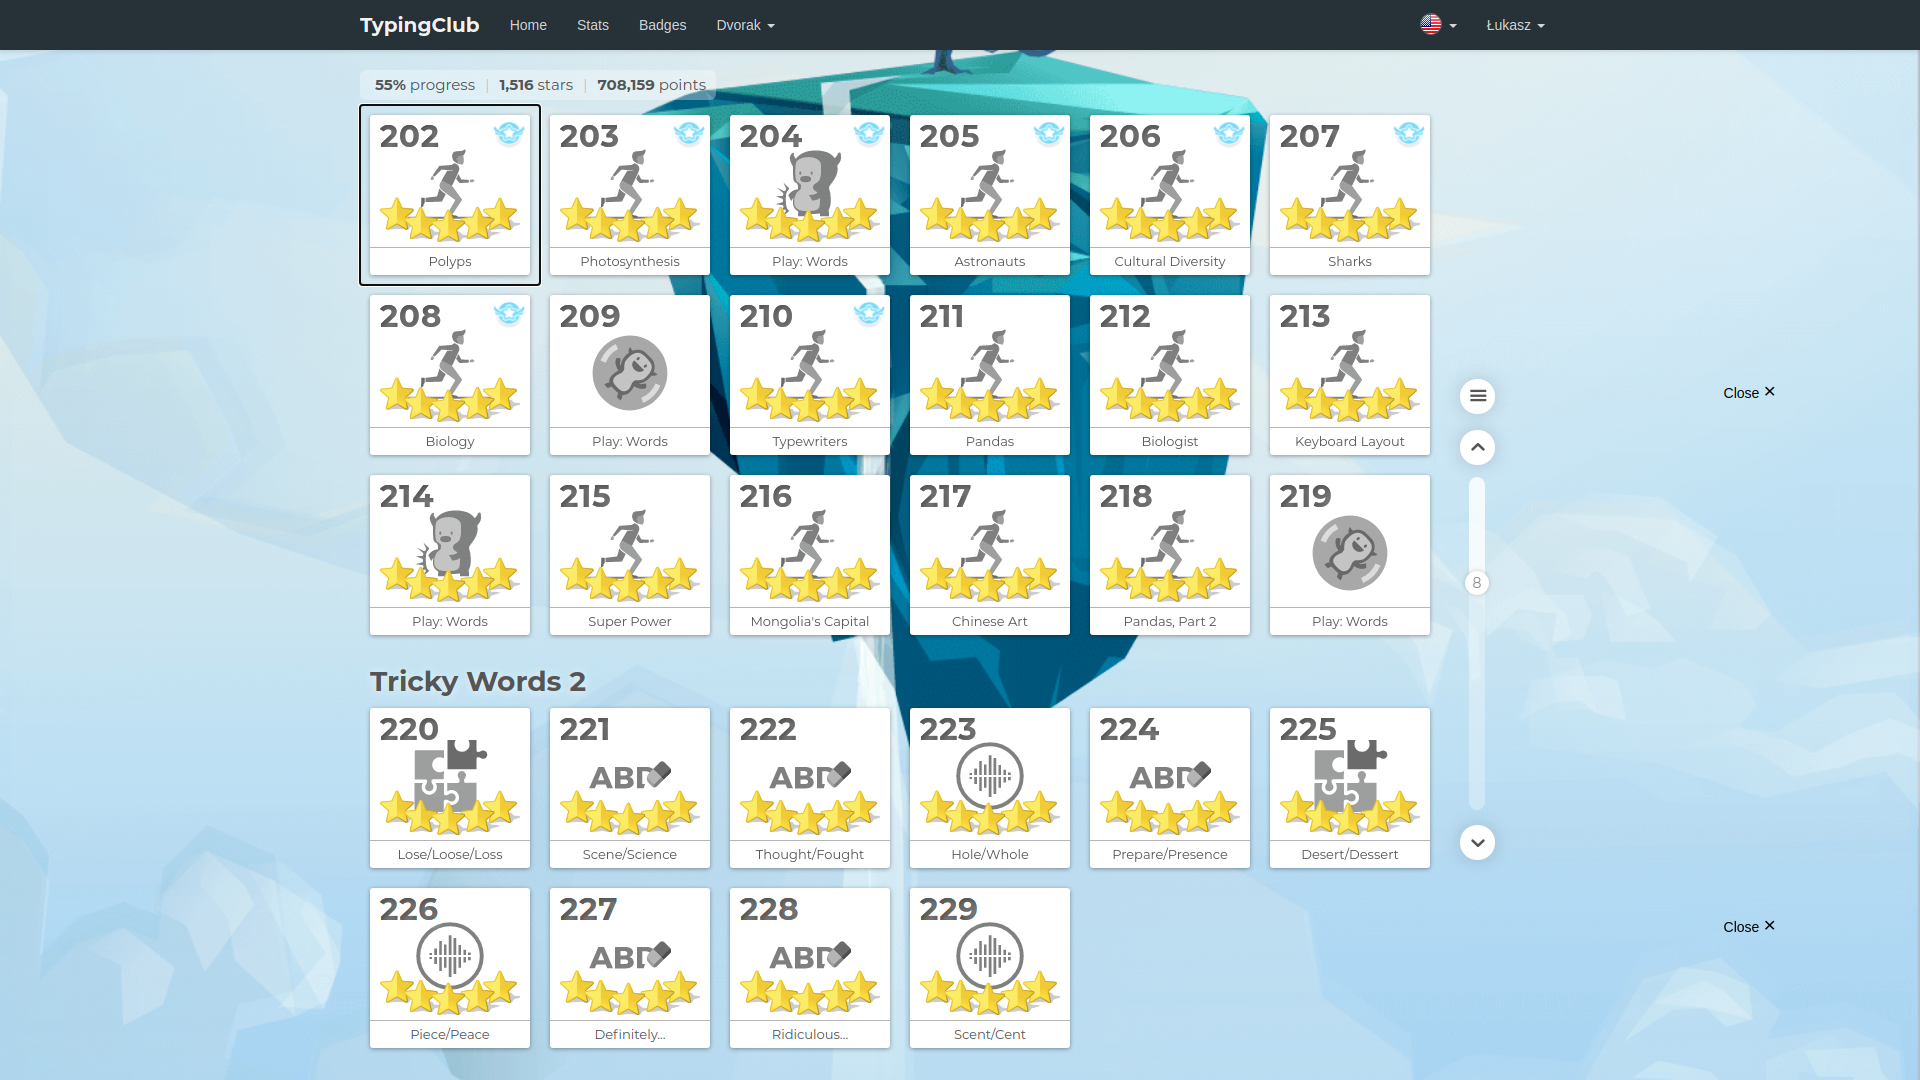 TypingClub Home Stats Badges Dvorak Łukasz
55% progress | 1,516 stars | 708,159 points
202 203 204 205 206 207
Polyps Photosynthesis Play: Words Astronauts Cultural Diversity Sharks
208 209 210 211 212 213
Close ✕
Biology Play: Words Typewriters Pandas Biologist Keyboard Layout
214 215 216 217 218 219
8
Play: Words Super Power Mongolia's Capital Chinese Art Pandas, Part 2 Play: Words
Tricky Words 2
220 221 222 223 224 225
ABD ABD ABD
Lose/Loose/Loss Scene/Science Thought/Fought Hole/Whole Prepare/Presence Desert/Dessert
226 227 228 229
Close ✕
ABD ABD
Piece/Peace Definitely... Ridiculous... Scent/Cent